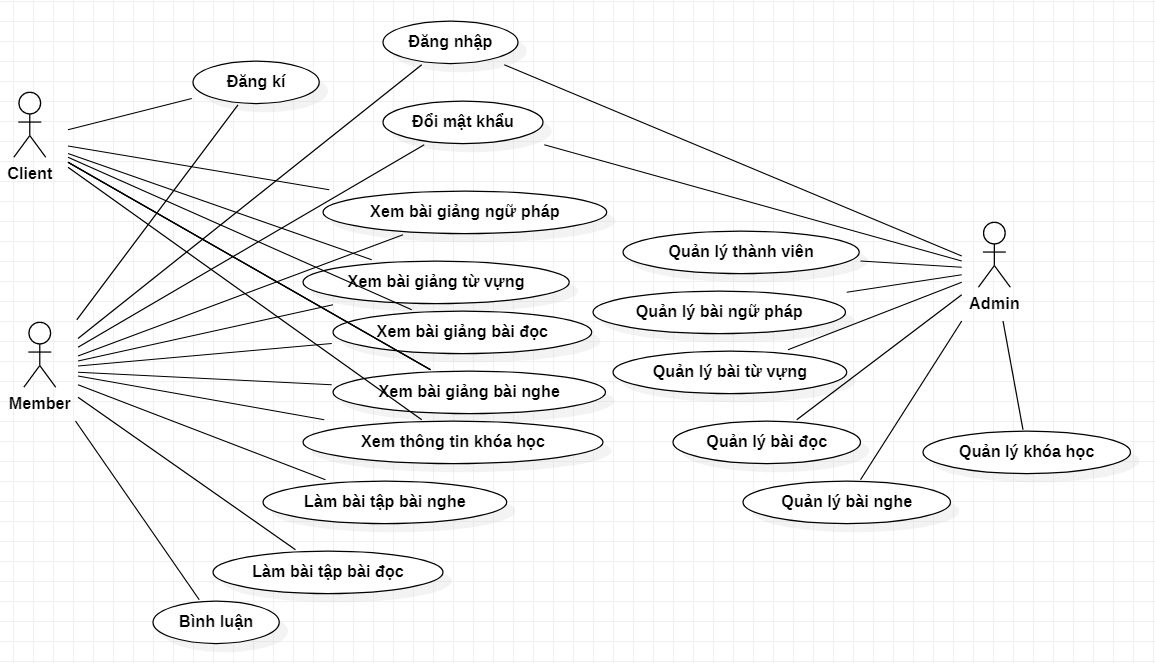 Đăng nhập
Đăng kí
Đổi mật khẩu
Client
Xem bài giảng ngữ pháp
Quản lý thành viên
Xem bài giảng từ vựng
Admin
Quản lý bài ngữ pháp
Xem bài giảng bài đọc
Quản lý bài từ vựng
Xem bài giảng bài nghe
Member
Xem thông tin khóa học
Quản lý bài đọc
Quản lý khóa học
Làm bài tập bài nghe
Quản lý bài nghe
Làm bài tập bài đọc
Bình luận